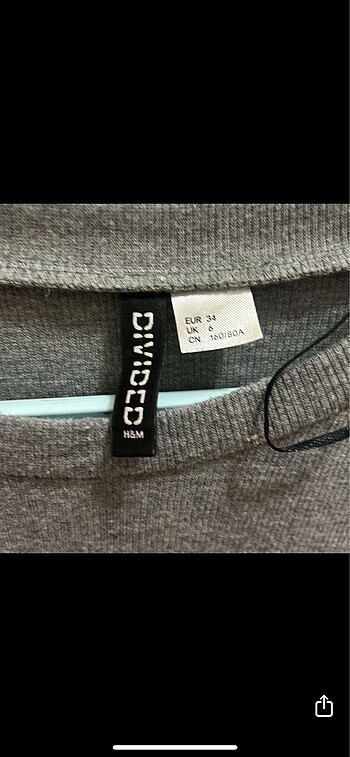 DIVIDED
H&M
EUR 34
UK 6
CN 160/80A